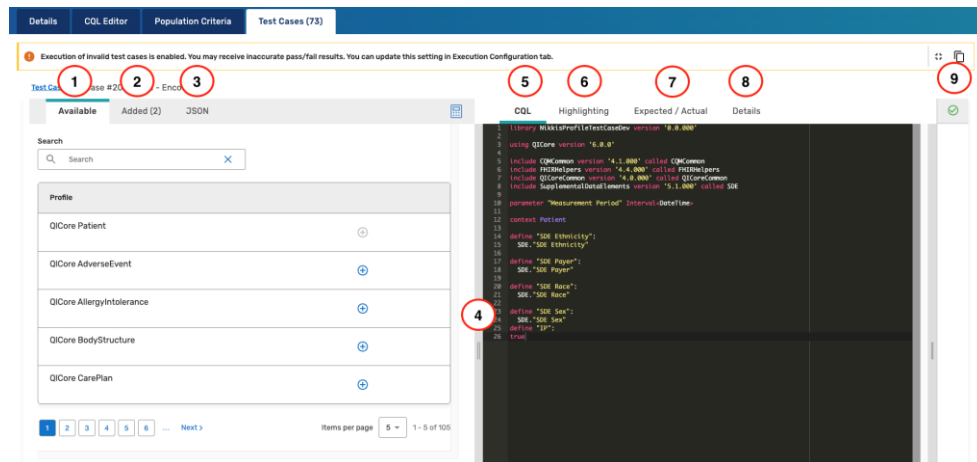 Details CQL Editor Population Criteria Test Cases (73)
Execution of invalid test cases is enabled. You may receive inaccurate pass/fail results. You can update this setting in Execution Configuration tab.
1 2 3 5 6 7 8 9
Test Cas ase #20 - Enco
Available Added (2) JSON CQL Highlighting Expected / Actual Details
Search
Search
Profile
QICore Patient
QICore AdverseEvent
QICore AllergyIntolerance
QICore BodyStructure
QICore CarePlan
1 2 3 4 5 6 ... Next Items per page 5 1 - 5 of 105
4
1 library NikkisProfileTestCaseDev version '0.0.000'
2
3 using QICore version '6.0.0'
4
5 include CQMCommon version '4.1.000' called CQMCommon
6 include FHIRHelpers version '4.4.000' called FHIRHelpers
7 include QICoreCommon version '4.0.000' called QICoreCommon
8 include SupplementalDataElements version '5.1.000' called SDE
9
10 parameter "Measurement Period" Interval<DateTime>
11
12 context Patient
13
14 define "SDE Ethnicity":
15 SDE."SDE Ethnicity"
16
17 define "SDE Payer":
18 SDE."SDE Payer"
19
20 define "SDE Race":
21 SDE."SDE Race"
22
23 define "SDE Sex":
24 SDE."SDE Sex"
25 define "IP":
26 true